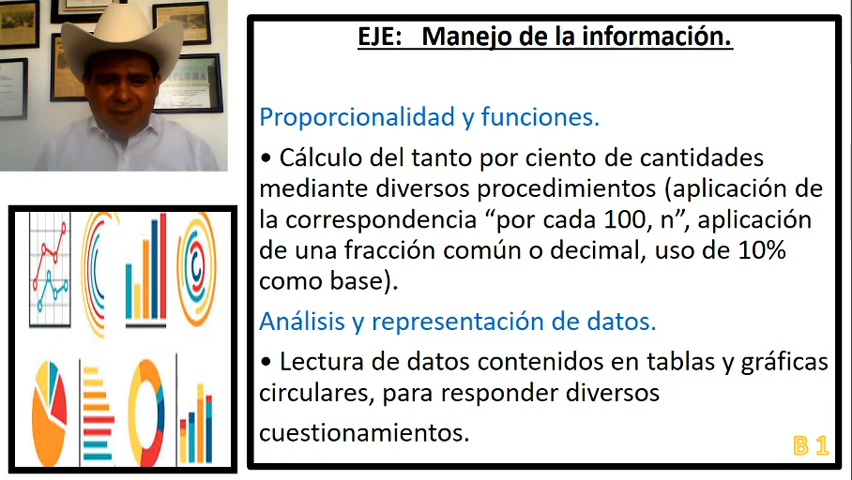 EJE: Manejo de la información.
Proporcionalidad y funciones.
• Cálculo del tanto por ciento de cantidades
mediante diversos procedimientos (aplicación de
la correspondencia “por cada 100, n”, aplicación
de una fracción común o decimal, uso de 10%
como base).
Análisis y representación de datos.
• Lectura de datos contenidos en tablas y gráficas
circulares, para responder diversos
cuestionamientos.
B 1